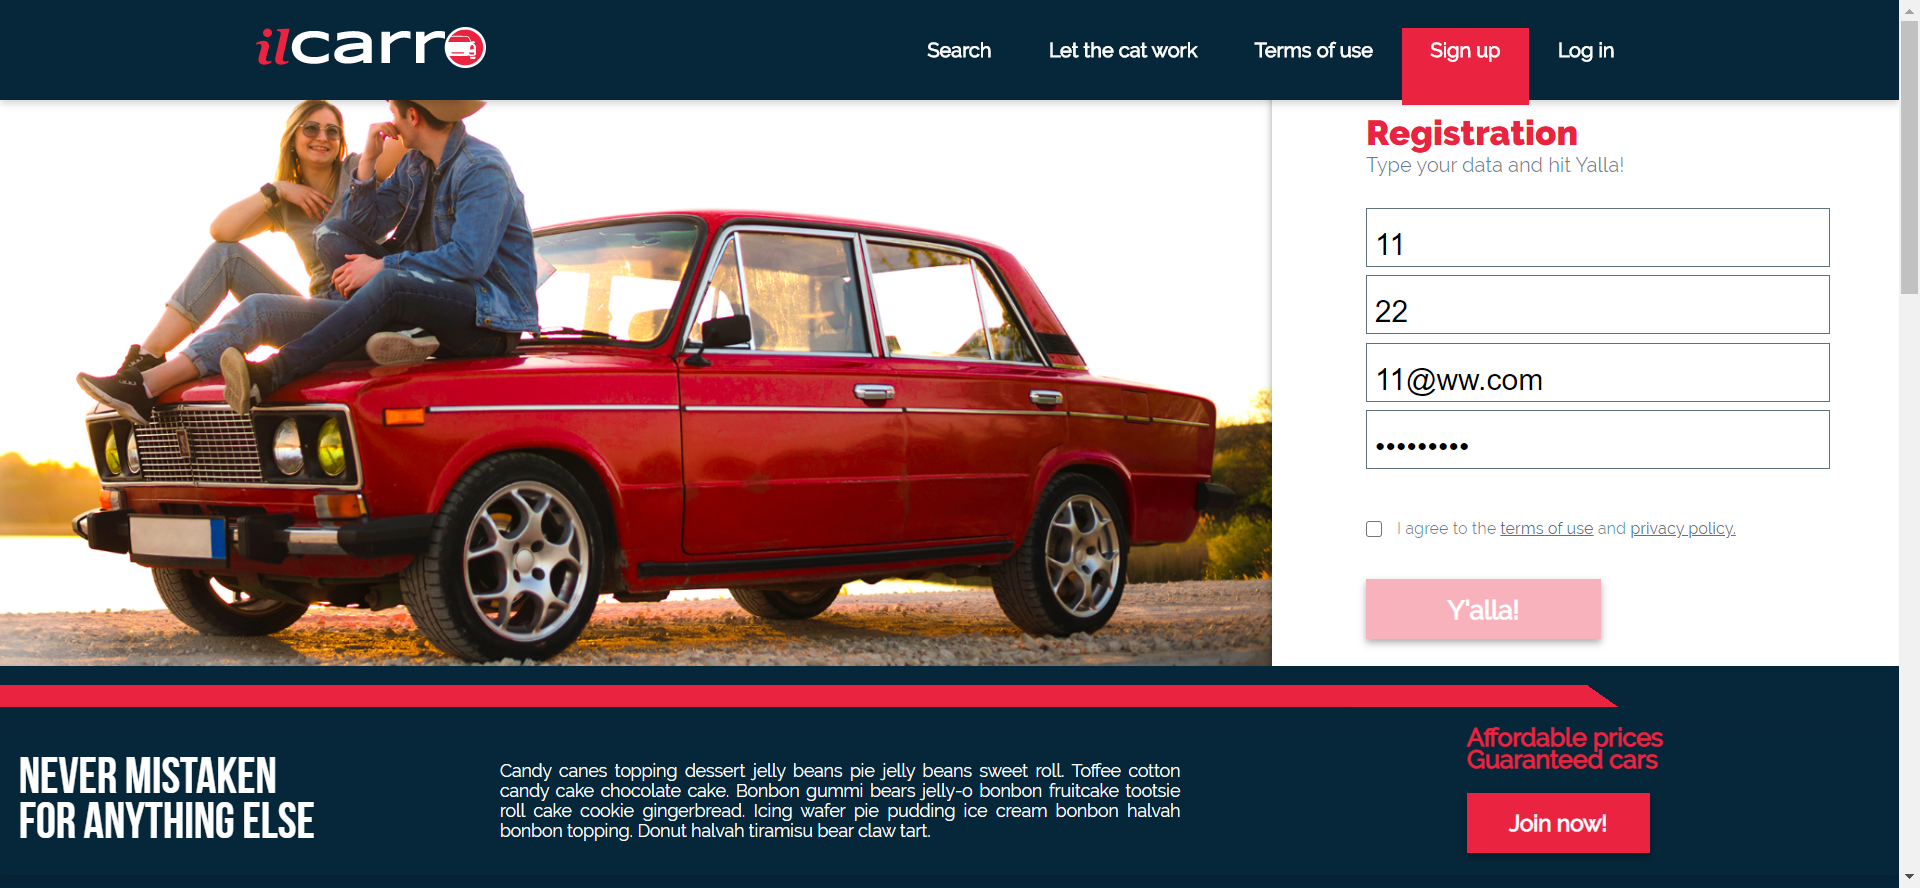 ilcarro
Search
Let the cat work
Terms of use
Sign up
Log in
Registration
Type your data and hit Yalla!
11
22
11@ww.com
•••••••••
I agree to the terms of use and privacy policy.
Y'alla!
NEVER MISTAKEN
FOR ANYTHING ELSE
Candy canes topping dessert jelly beans pie jelly beans sweet roll. Toffee cotton
candy cake chocolate cake. Bonbon gummi bears jelly-o bonbon fruitcake tootsie
roll cake cookie gingerbread. Icing wafer pie pudding ice cream bonbon halvah
bonbon topping. Donut halvah tiramisu bear claw tart.
Affordable prices
Guaranteed cars
Join now!